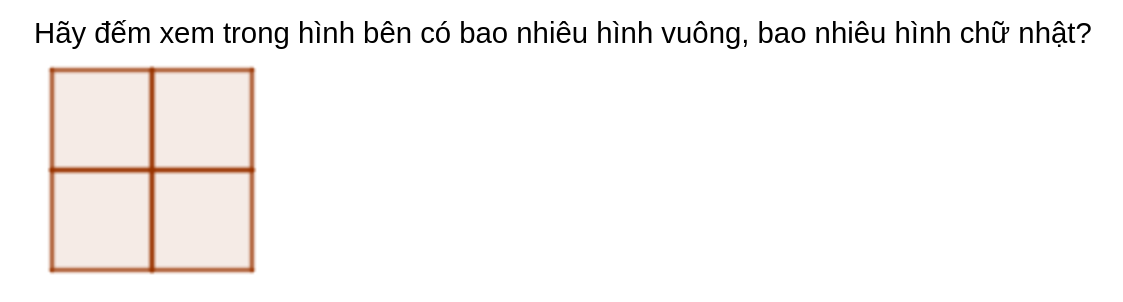 Hãy đếm xem trong hình bên có bao nhiêu hình vuông, bao nhiêu hình chữ nhật?